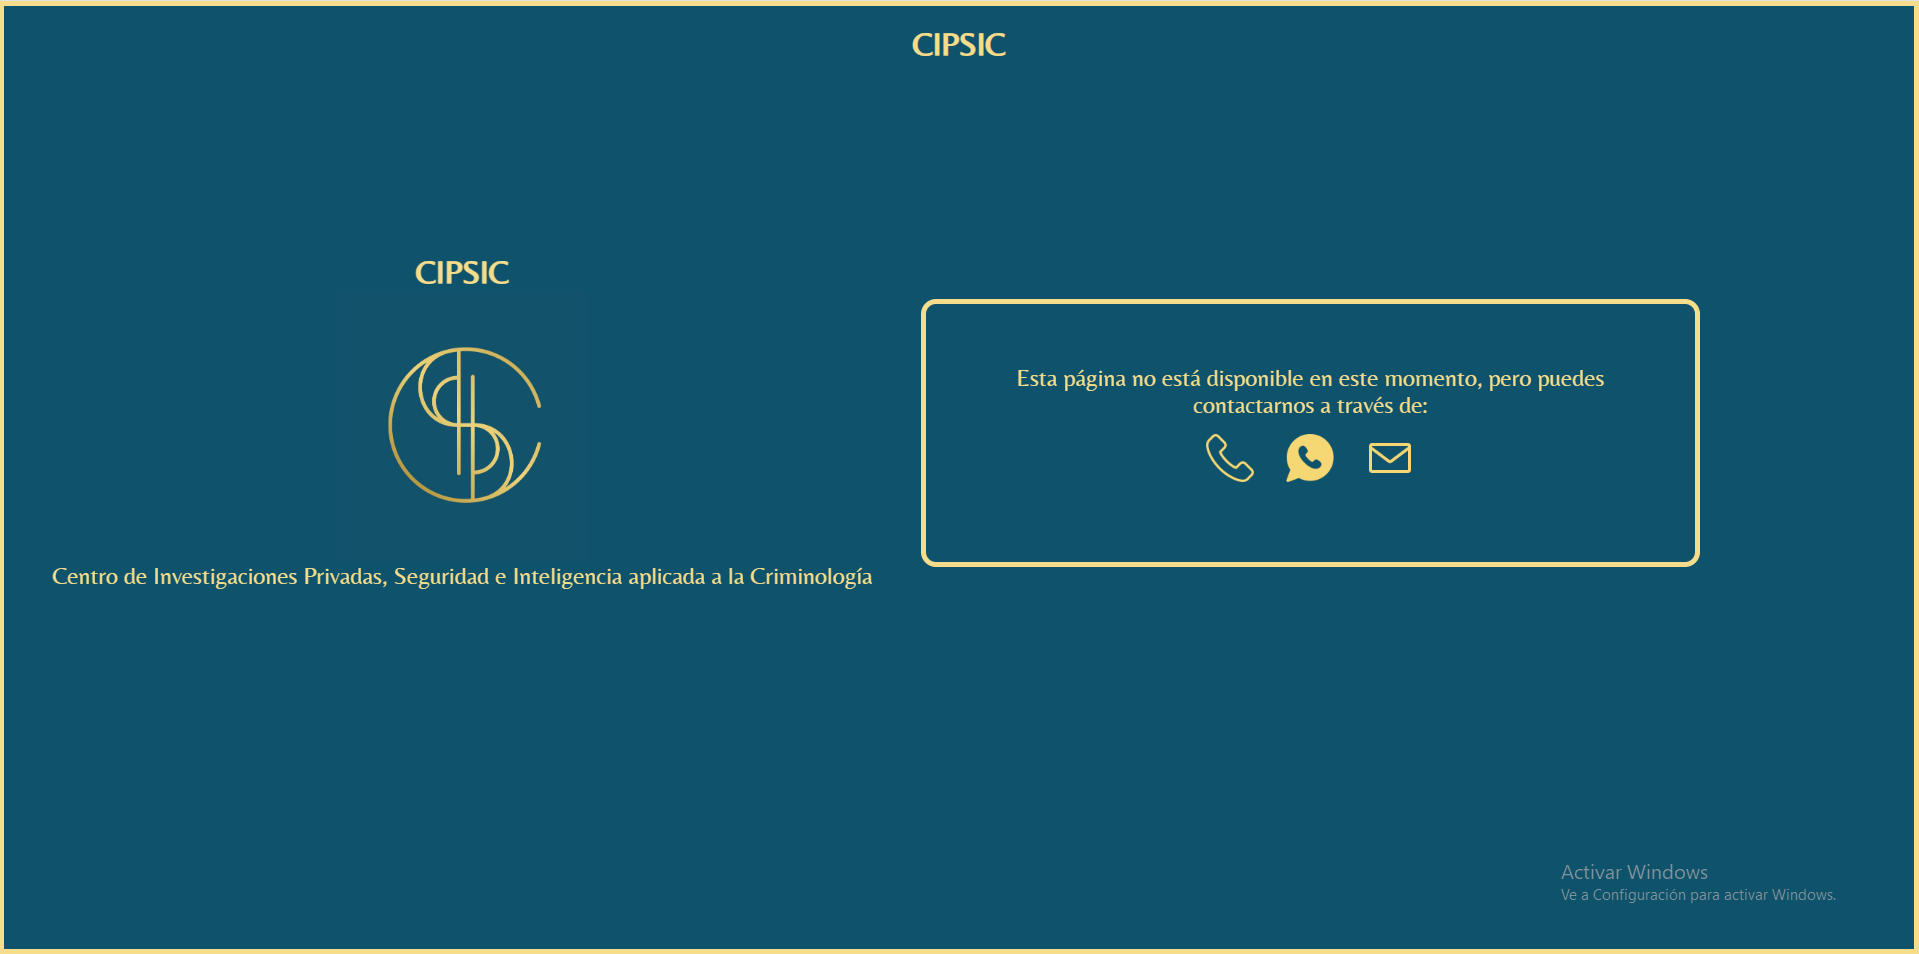 CIPSIC
CIPSIC
Centro de Investigaciones Privadas, Seguridad e Inteligencia aplicada a la Criminología
Esta página no está disponible en este momento, pero puedes
contactarnos a través de:
Activar Windows
Ve a Configuración para activar Windows.